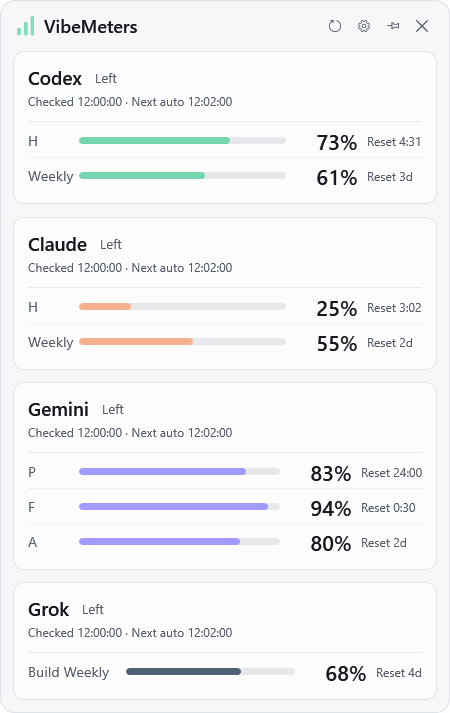 VibeMeters
Codex Left
Checked 12:00:00 · Next auto 12:02:00
H 73% Reset 4:31
Weekly 61% Reset 3d
Claude Left
Checked 12:00:00 · Next auto 12:02:00
H 25% Reset 3:02
Weekly 55% Reset 2d
Gemini Left
Checked 12:00:00 · Next auto 12:02:00
P 83% Reset 24:00
F 94% Reset 0:30
A 80% Reset 2d
Grok Left
Checked 12:00:00 · Next auto 12:02:00
Build Weekly 68% Reset 4d